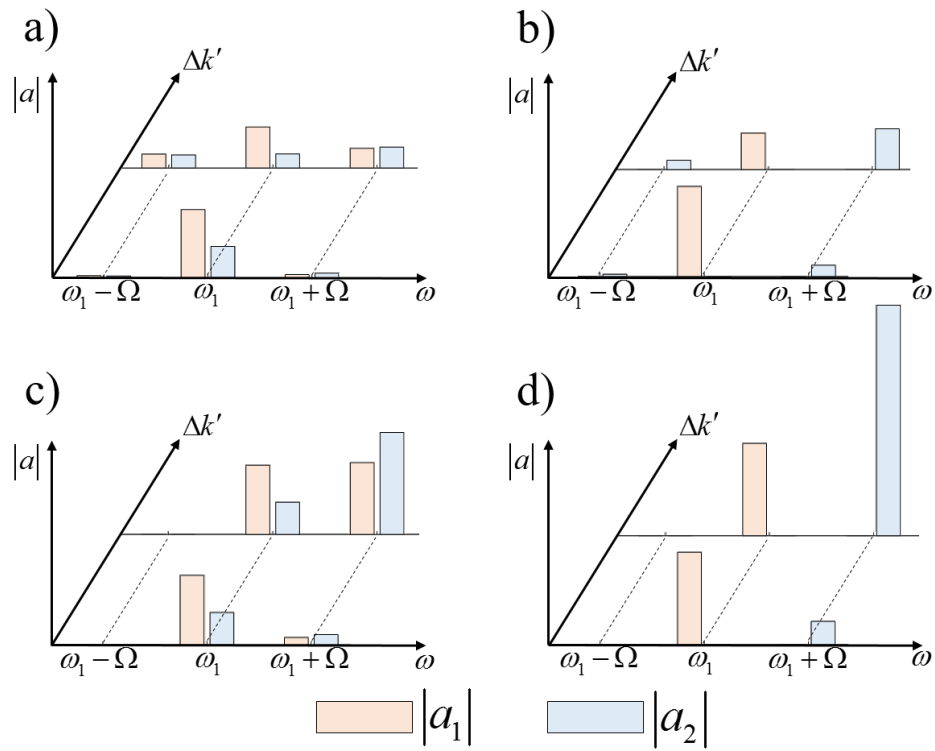 a)
Δk′
|a|
ω₁ − Ω ω₁ ω₁ + Ω ω
b)
Δk′
|a|
ω₁ − Ω ω₁ ω₁ + Ω ω
c)
Δk′
|a|
ω₁ − Ω ω₁ ω₁ + Ω ω
d)
Δk′
|a|
ω₁ − Ω ω₁ ω₁ + Ω ω
|a₁| |a₂|